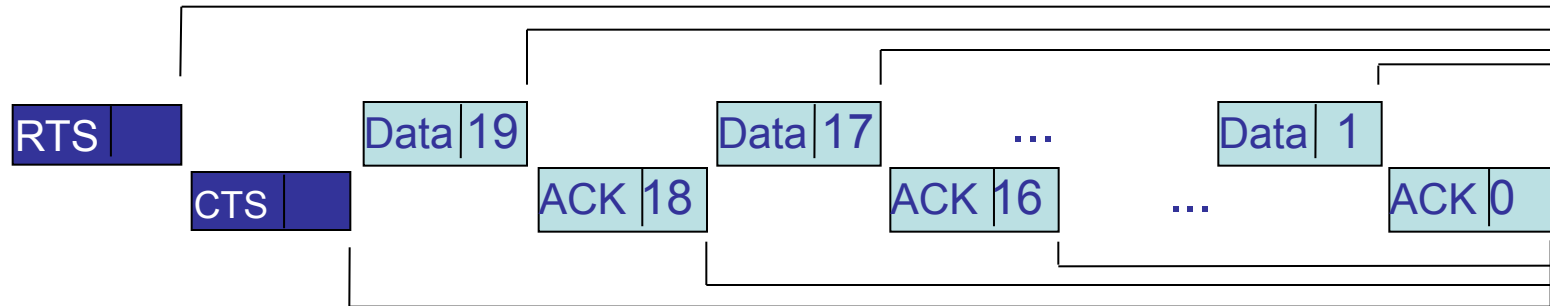 RTS Data 19 Data 17 ... Data 1
CTS ACK 18 ACK 16 ... ACK 0